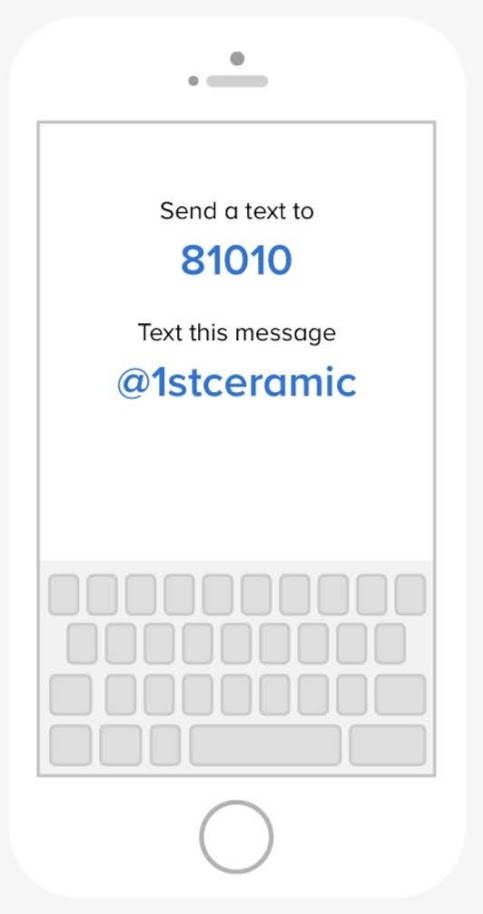 Send a text to
81010
Text this message
@1stceramic